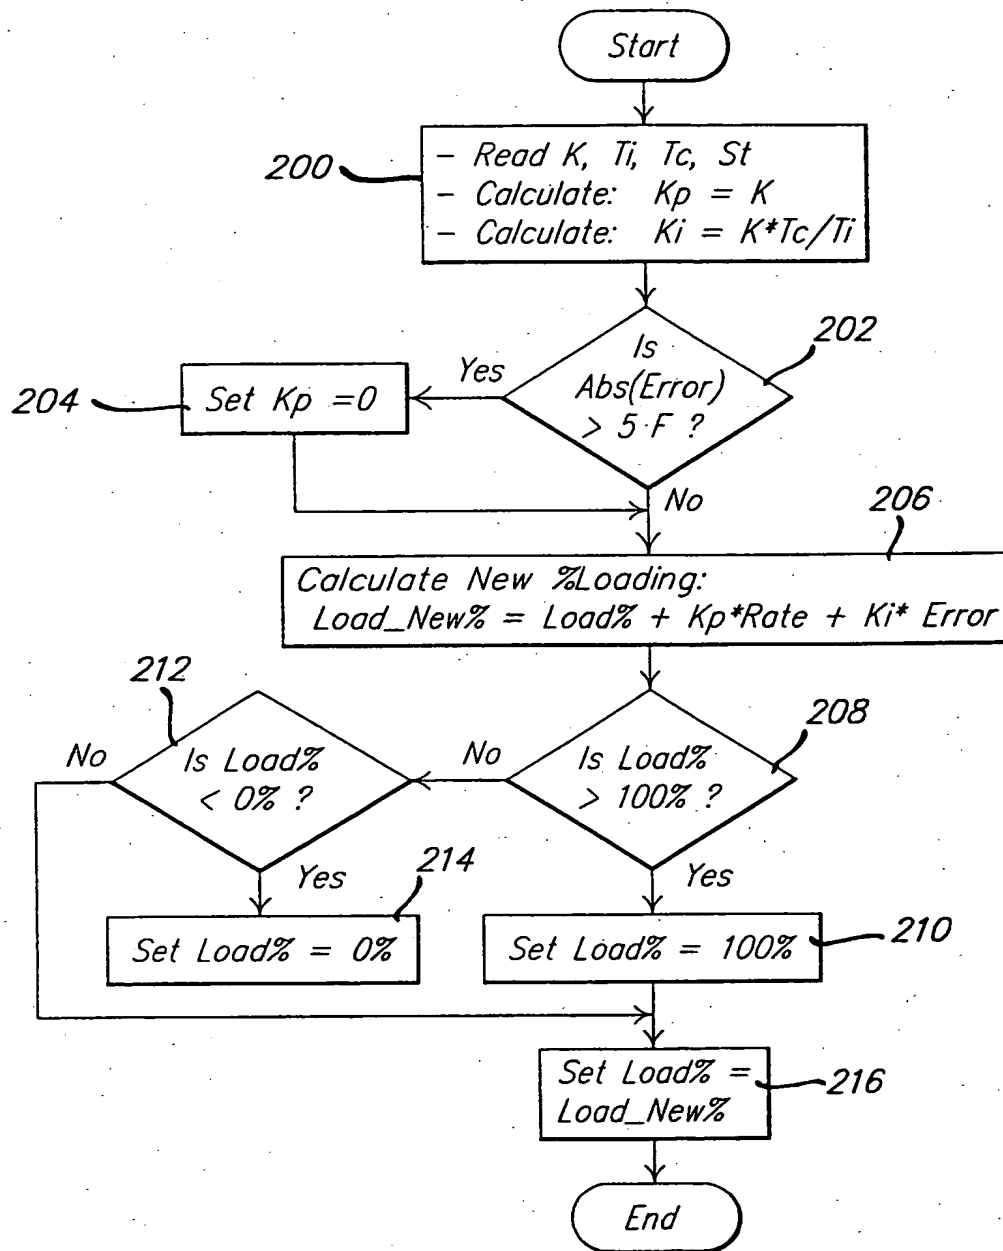 Start
200
- Read K, Ti, Tc, St
- Calculate: Kp = K
- Calculate: Ki = K*Tc/Ti
202
Is
Abs(Error)
> 5·F ?
Yes
204
Set Kp =0
No
206
Calculate New %Loading:
Load_New% = Load% + Kp*Rate + Ki* Error
212
208
No
Is Load%
< 0% ?
No
Is Load%
> 100% ?
Yes
214
Yes
Set Load% = 0%
Set Load% = 100%
210
Set Load% =
Load_New%
216
End